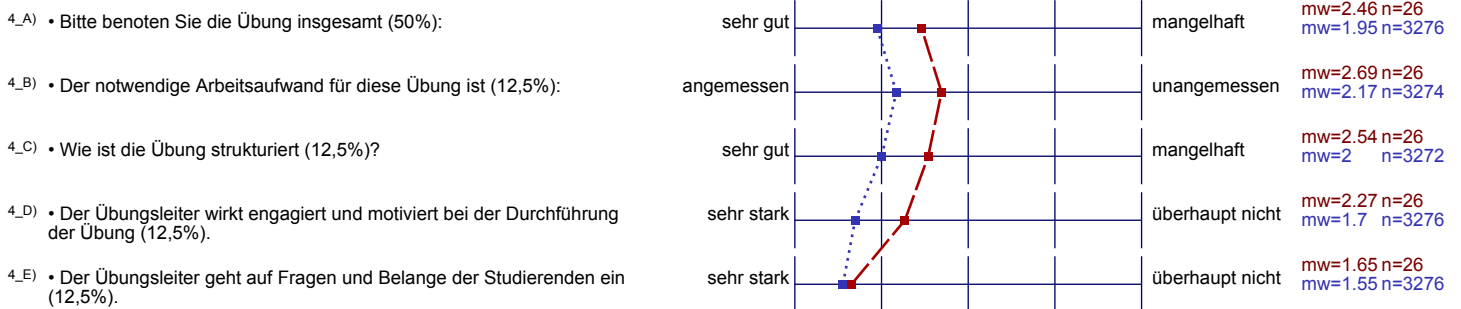 4_A) • Bitte benoten Sie die Übung insgesamt (50%): sehr gut mangelhaft mw=2.46 n=26
mw=1.95 n=3276
4_B) • Der notwendige Arbeitsaufwand für diese Übung ist (12,5%): angemessen unangemessen mw=2.69 n=26
mw=2.17 n=3274
4_C) • Wie ist die Übung strukturiert (12,5%)? sehr gut mangelhaft mw=2.54 n=26
mw=2 n=3272
4_D) • Der Übungsleiter wirkt engagiert und motiviert bei der Durchführung sehr stark überhaupt nicht mw=2.27 n=26
der Übung (12,5%). mw=1.7 n=3276
4_E) • Der Übungsleiter geht auf Fragen und Belange der Studierenden ein sehr stark überhaupt nicht mw=1.65 n=26
(12,5%). mw=1.55 n=3276